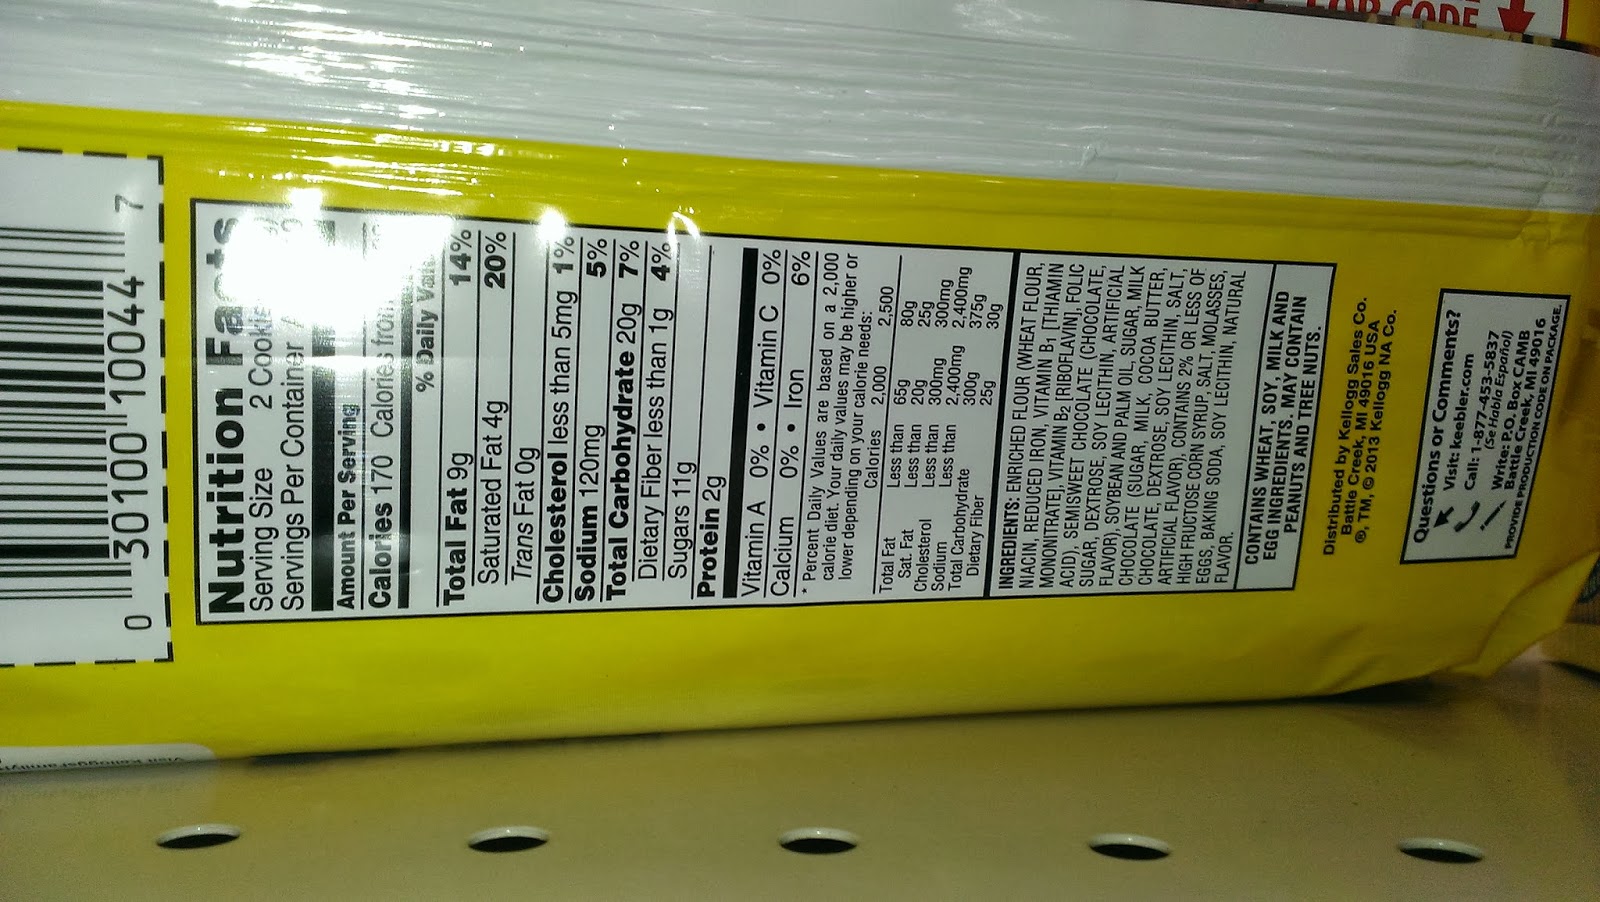 FOR CODE
0 30100 10044 7
Nutrition Facts
Serving Size 2 Cookie
Servings Per Container
Amount Per Serving
Calories 170 Calories from
% Daily
Total Fat 9g 14%
Saturated Fat 4g 20%
Trans Fat 0g
Cholesterol less than 5mg 1%
Sodium 120mg 5%
Total Carbohydrate 20g 7%
Dietary Fiber less than 1g 4%
Sugars 11g
Protein 2g
Vitamin A 0% • Vitamin C 0%
Calcium 0% • Iron 6%
* Percent Daily Values are based on a 2,000
calorie diet. Your daily values may be higher or
lower depending on your calorie needs:
Calories 2,000 2,500
Total Fat Less than 65g 80g
Sat. Fat Less than 20g 25g
Cholesterol Less than 300mg 300mg
Sodium Less than 2,400mg 2,400mg
Total Carbohydrate 300g 375g
Dietary Fiber 25g 30g
INGREDIENTS: ENRICHED FLOUR (WHEAT FLOUR,
NIACIN, REDUCED IRON, VITAMIN B1 [THIAMIN
MONONITRATE], VITAMIN B2 [RIBOFLAVIN], FOLIC
ACID), SEMISWEET CHOCOLATE (CHOCOLATE,
SUGAR, DEXTROSE, SOY LECITHIN, ARTIFICIAL
FLAVOR), SOYBEAN AND PALM OIL, SUGAR, MILK
CHOCOLATE (SUGAR, MILK, COCOA BUTTER,
CHOCOLATE, DEXTROSE, SOY LECITHIN, SALT,
ARTIFICIAL FLAVOR), CONTAINS 2% OR LESS OF
HIGH FRUCTOSE CORN SYRUP, SALT, MOLASSES,
EGGS, BAKING SODA, SOY LECITHIN, NATURAL
FLAVOR.
CONTAINS WHEAT, SOY, MILK AND
EGG INGREDIENTS. MAY CONTAIN
PEANUTS AND TREE NUTS.
Distributed by Kellogg Sales Co.
Battle Creek, MI 49016 USA
®, TM, © 2013 Kellogg NA Co.
Questions or Comments?
Visit: keebler.com
Call: 1-877-453-5837
(Se Habla Español)
Write: P.O. Box CAMB
Battle Creek, MI 49016
PROVIDE PRODUCTION CODE ON PACKAGE.